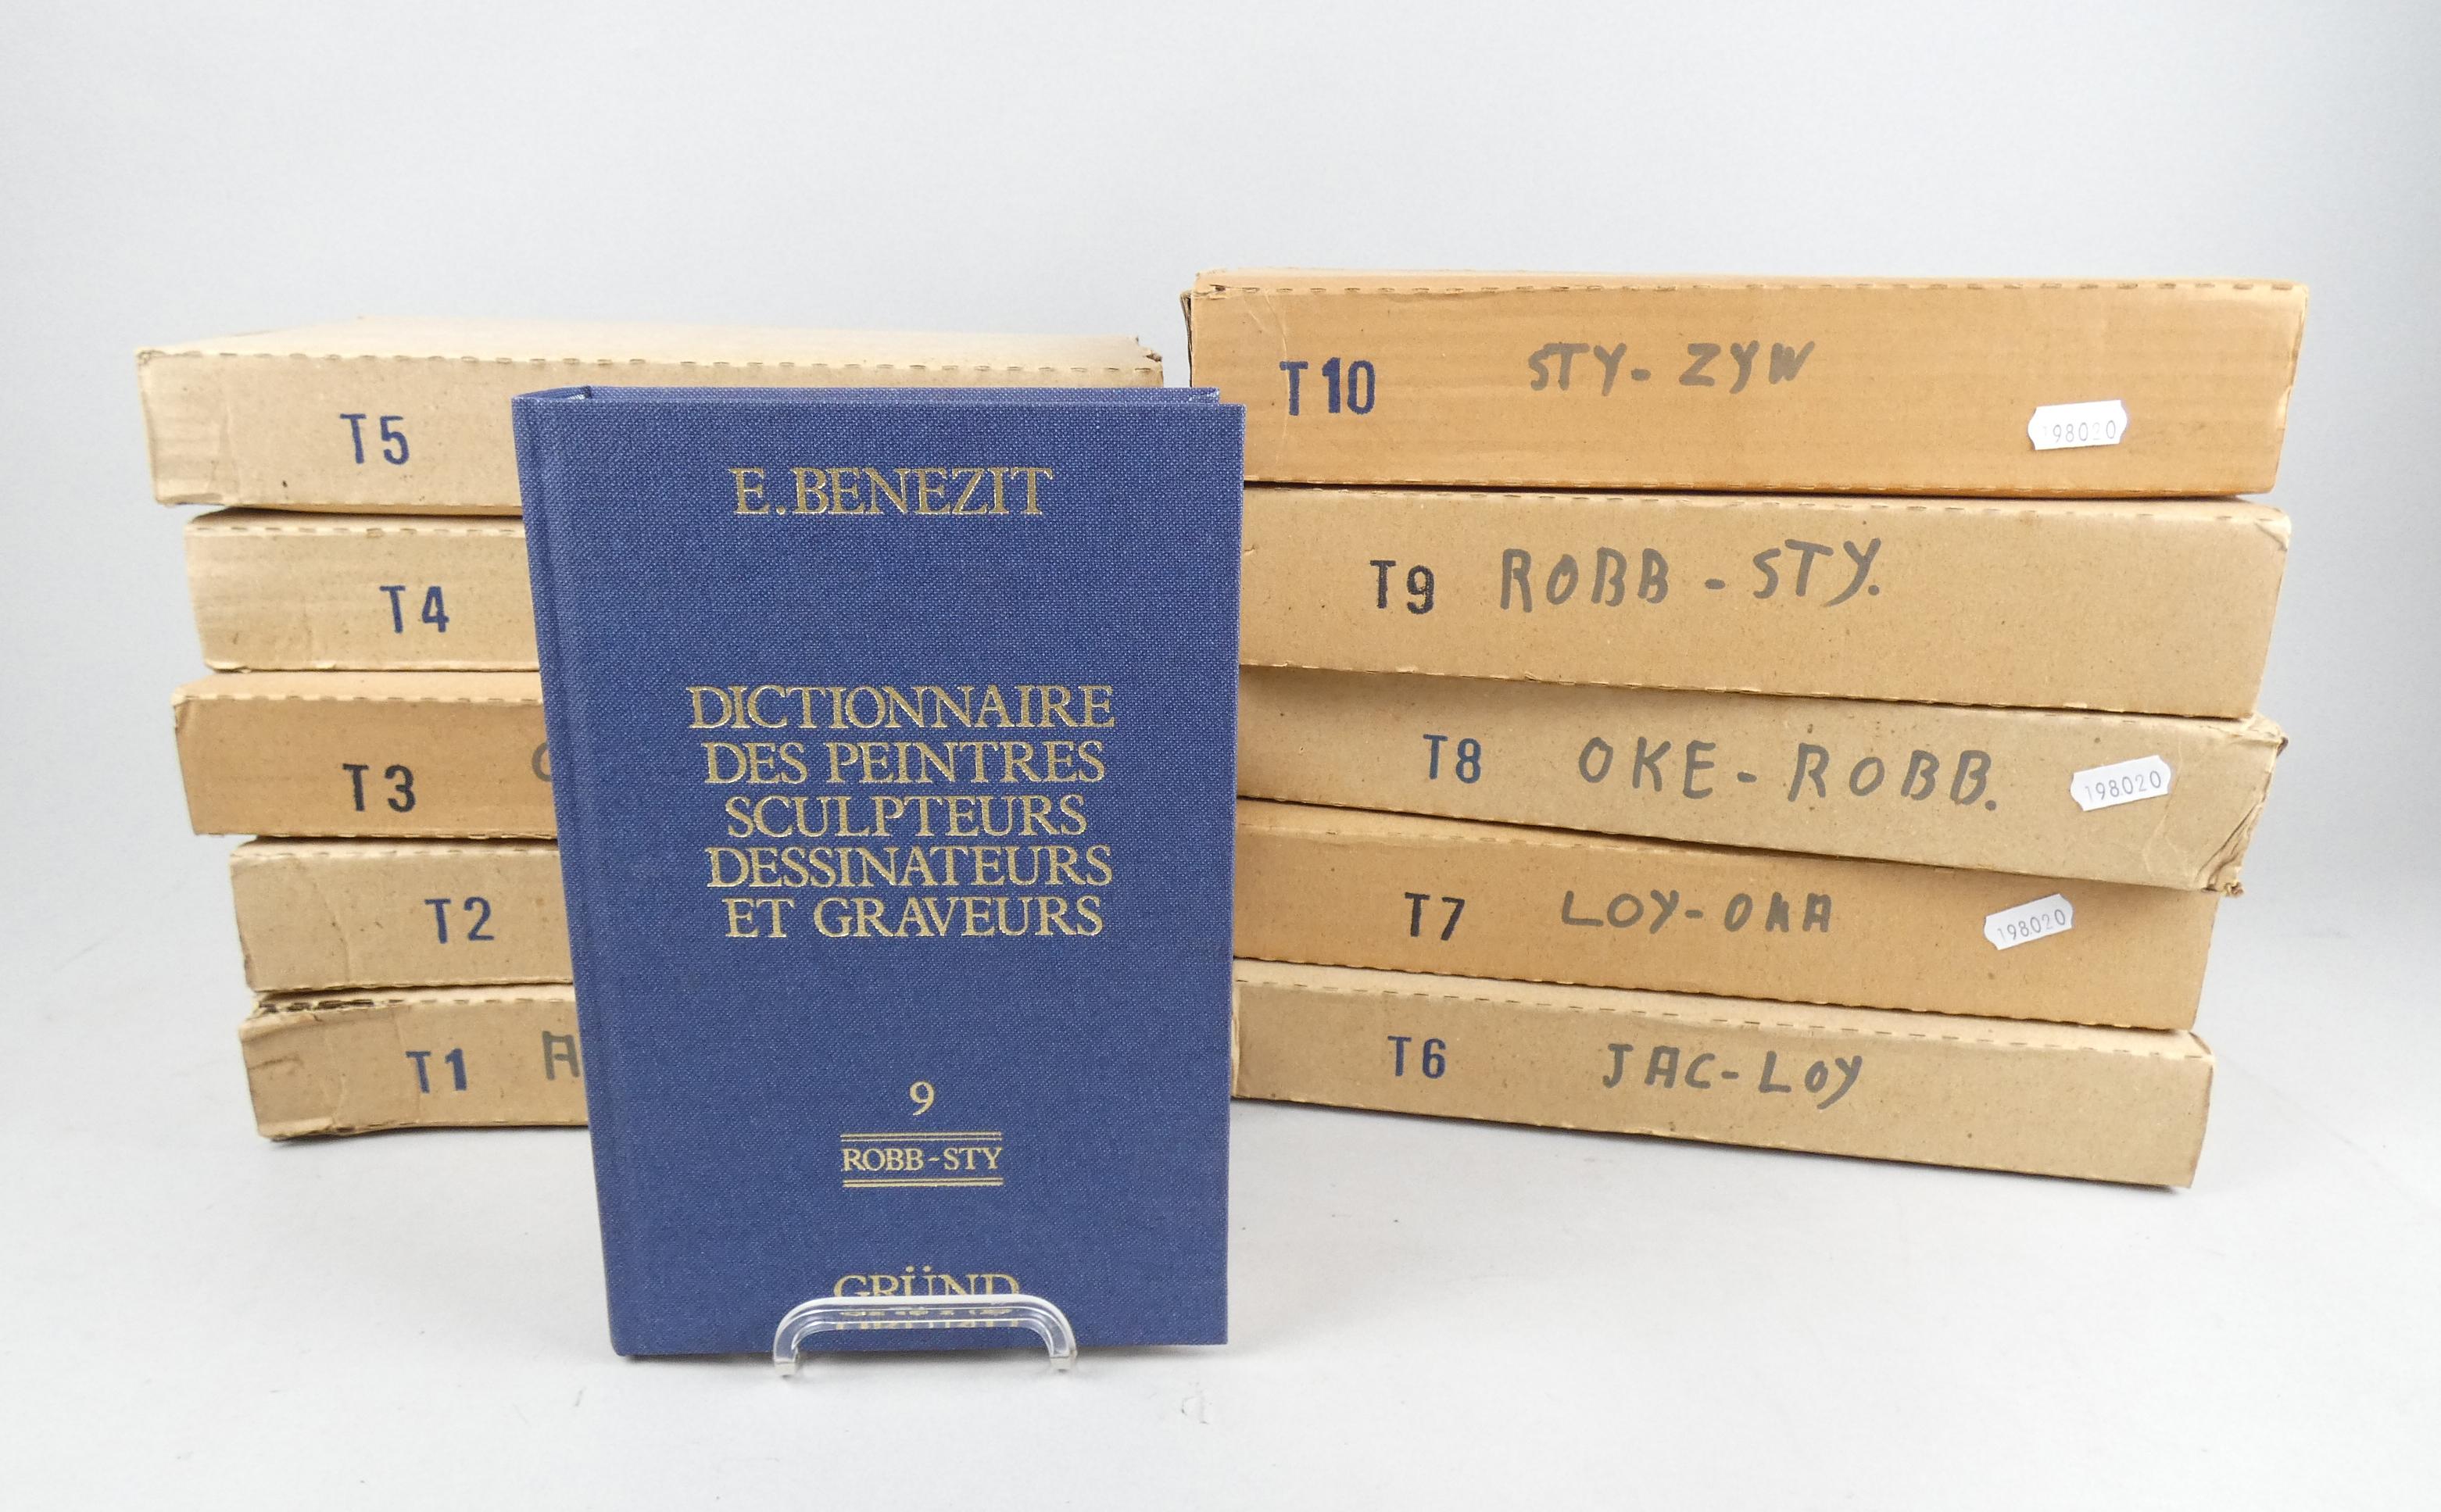 T5
T4
T3
T2
T1 A
E. BENEZIT
DICTIONNAIRE
DES PEINTRES
SCULPTEURS
DESSINATEURS
ET GRAVEURS
9
ROBB-STY
GRÜND
T10 STY- ZYW
198020
T9 ROBB - STY.
T8 OKE - ROBB.
198020
T7 LOY-OKA
198020
T6 JAC-LOY